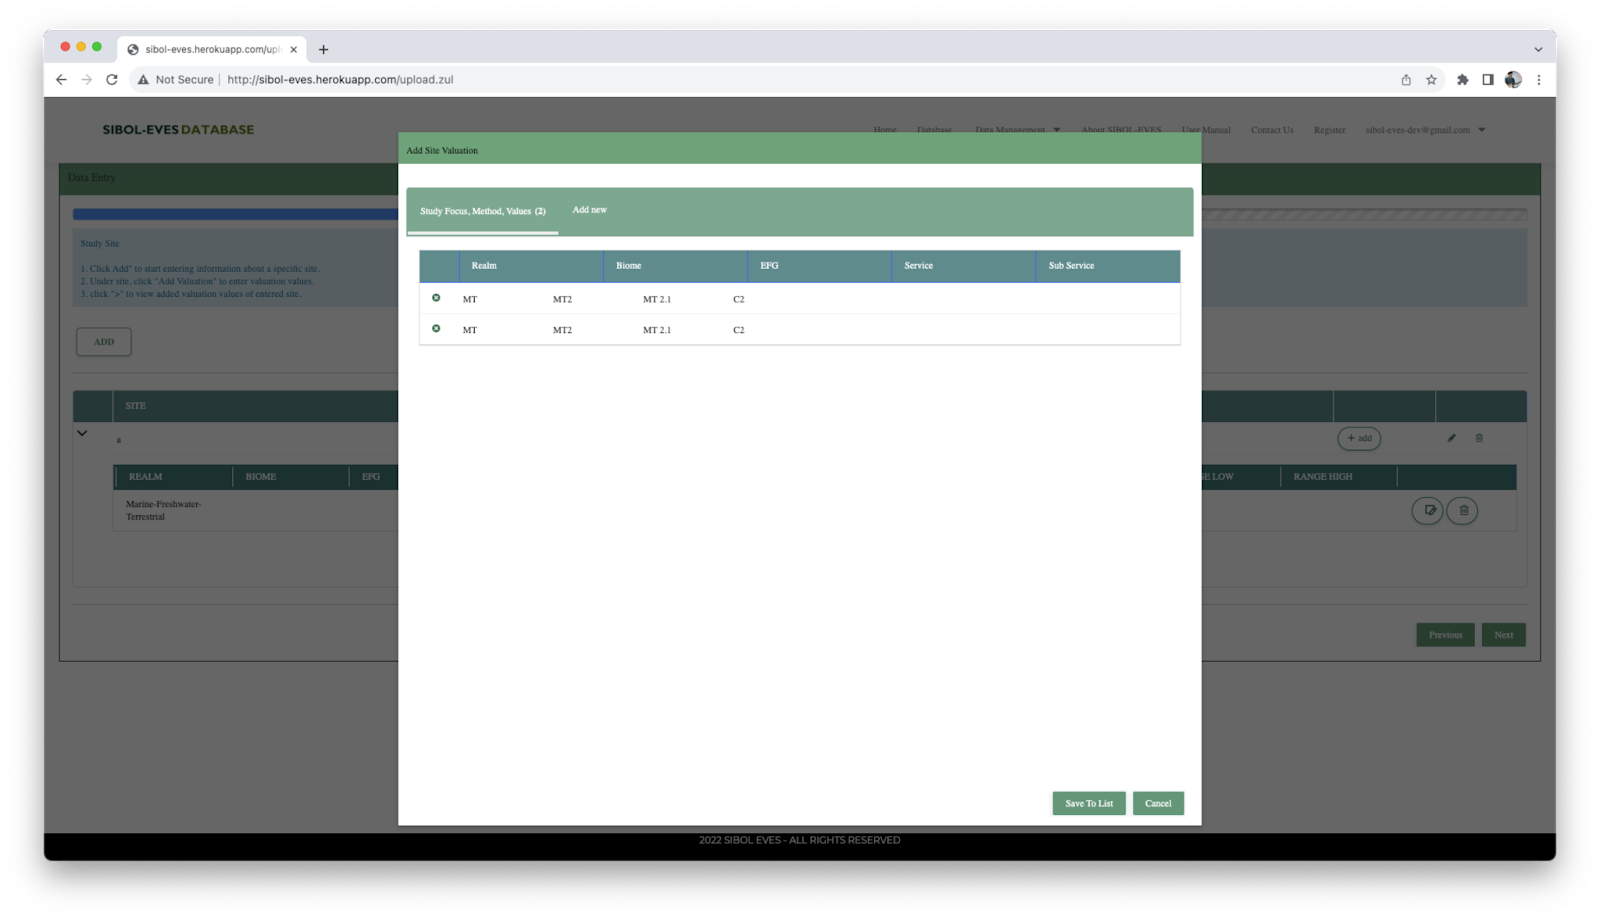 sibol-eves.herokuapp.com/upl
Not Secure | http://sibol-eves.herokuapp.com/upload.zul
SIBOL-EVES DATABASE
Home Database Data Management About SIBOL-EVES User Manual Contact Us Register sibol-eves-dev@gmail.com
Add Site Valuation
Data Entry
Study Focus, Method, Values (2) Add new
Study Site
1. Click Add" to start entering information about a specific site.
2. Under site, click "Add Valuation" to enter valuation values.
3. click ">" to view added valuation values of entered site.
Realm Biome EFG Service Sub Service
MT MT2 MT 2.1 C2
MT MT2 MT 2.1 C2
ADD
SITE
a + add
REALM BIOME EFG E LOW RANGE HIGH
Marine-Freshwater-
Terrestrial
Previous Next
Save To List Cancel
2022 SIBOL EVES - ALL RIGHTS RESERVED